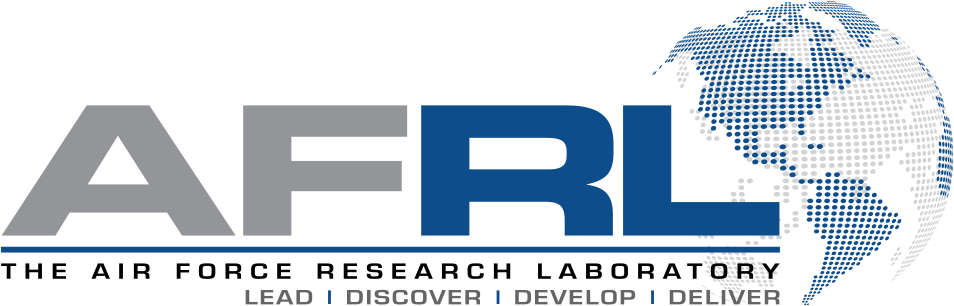 AFRL
THE AIR FORCE RESEARCH LABORATORY
LEAD | DISCOVER | DEVELOP | DELIVER